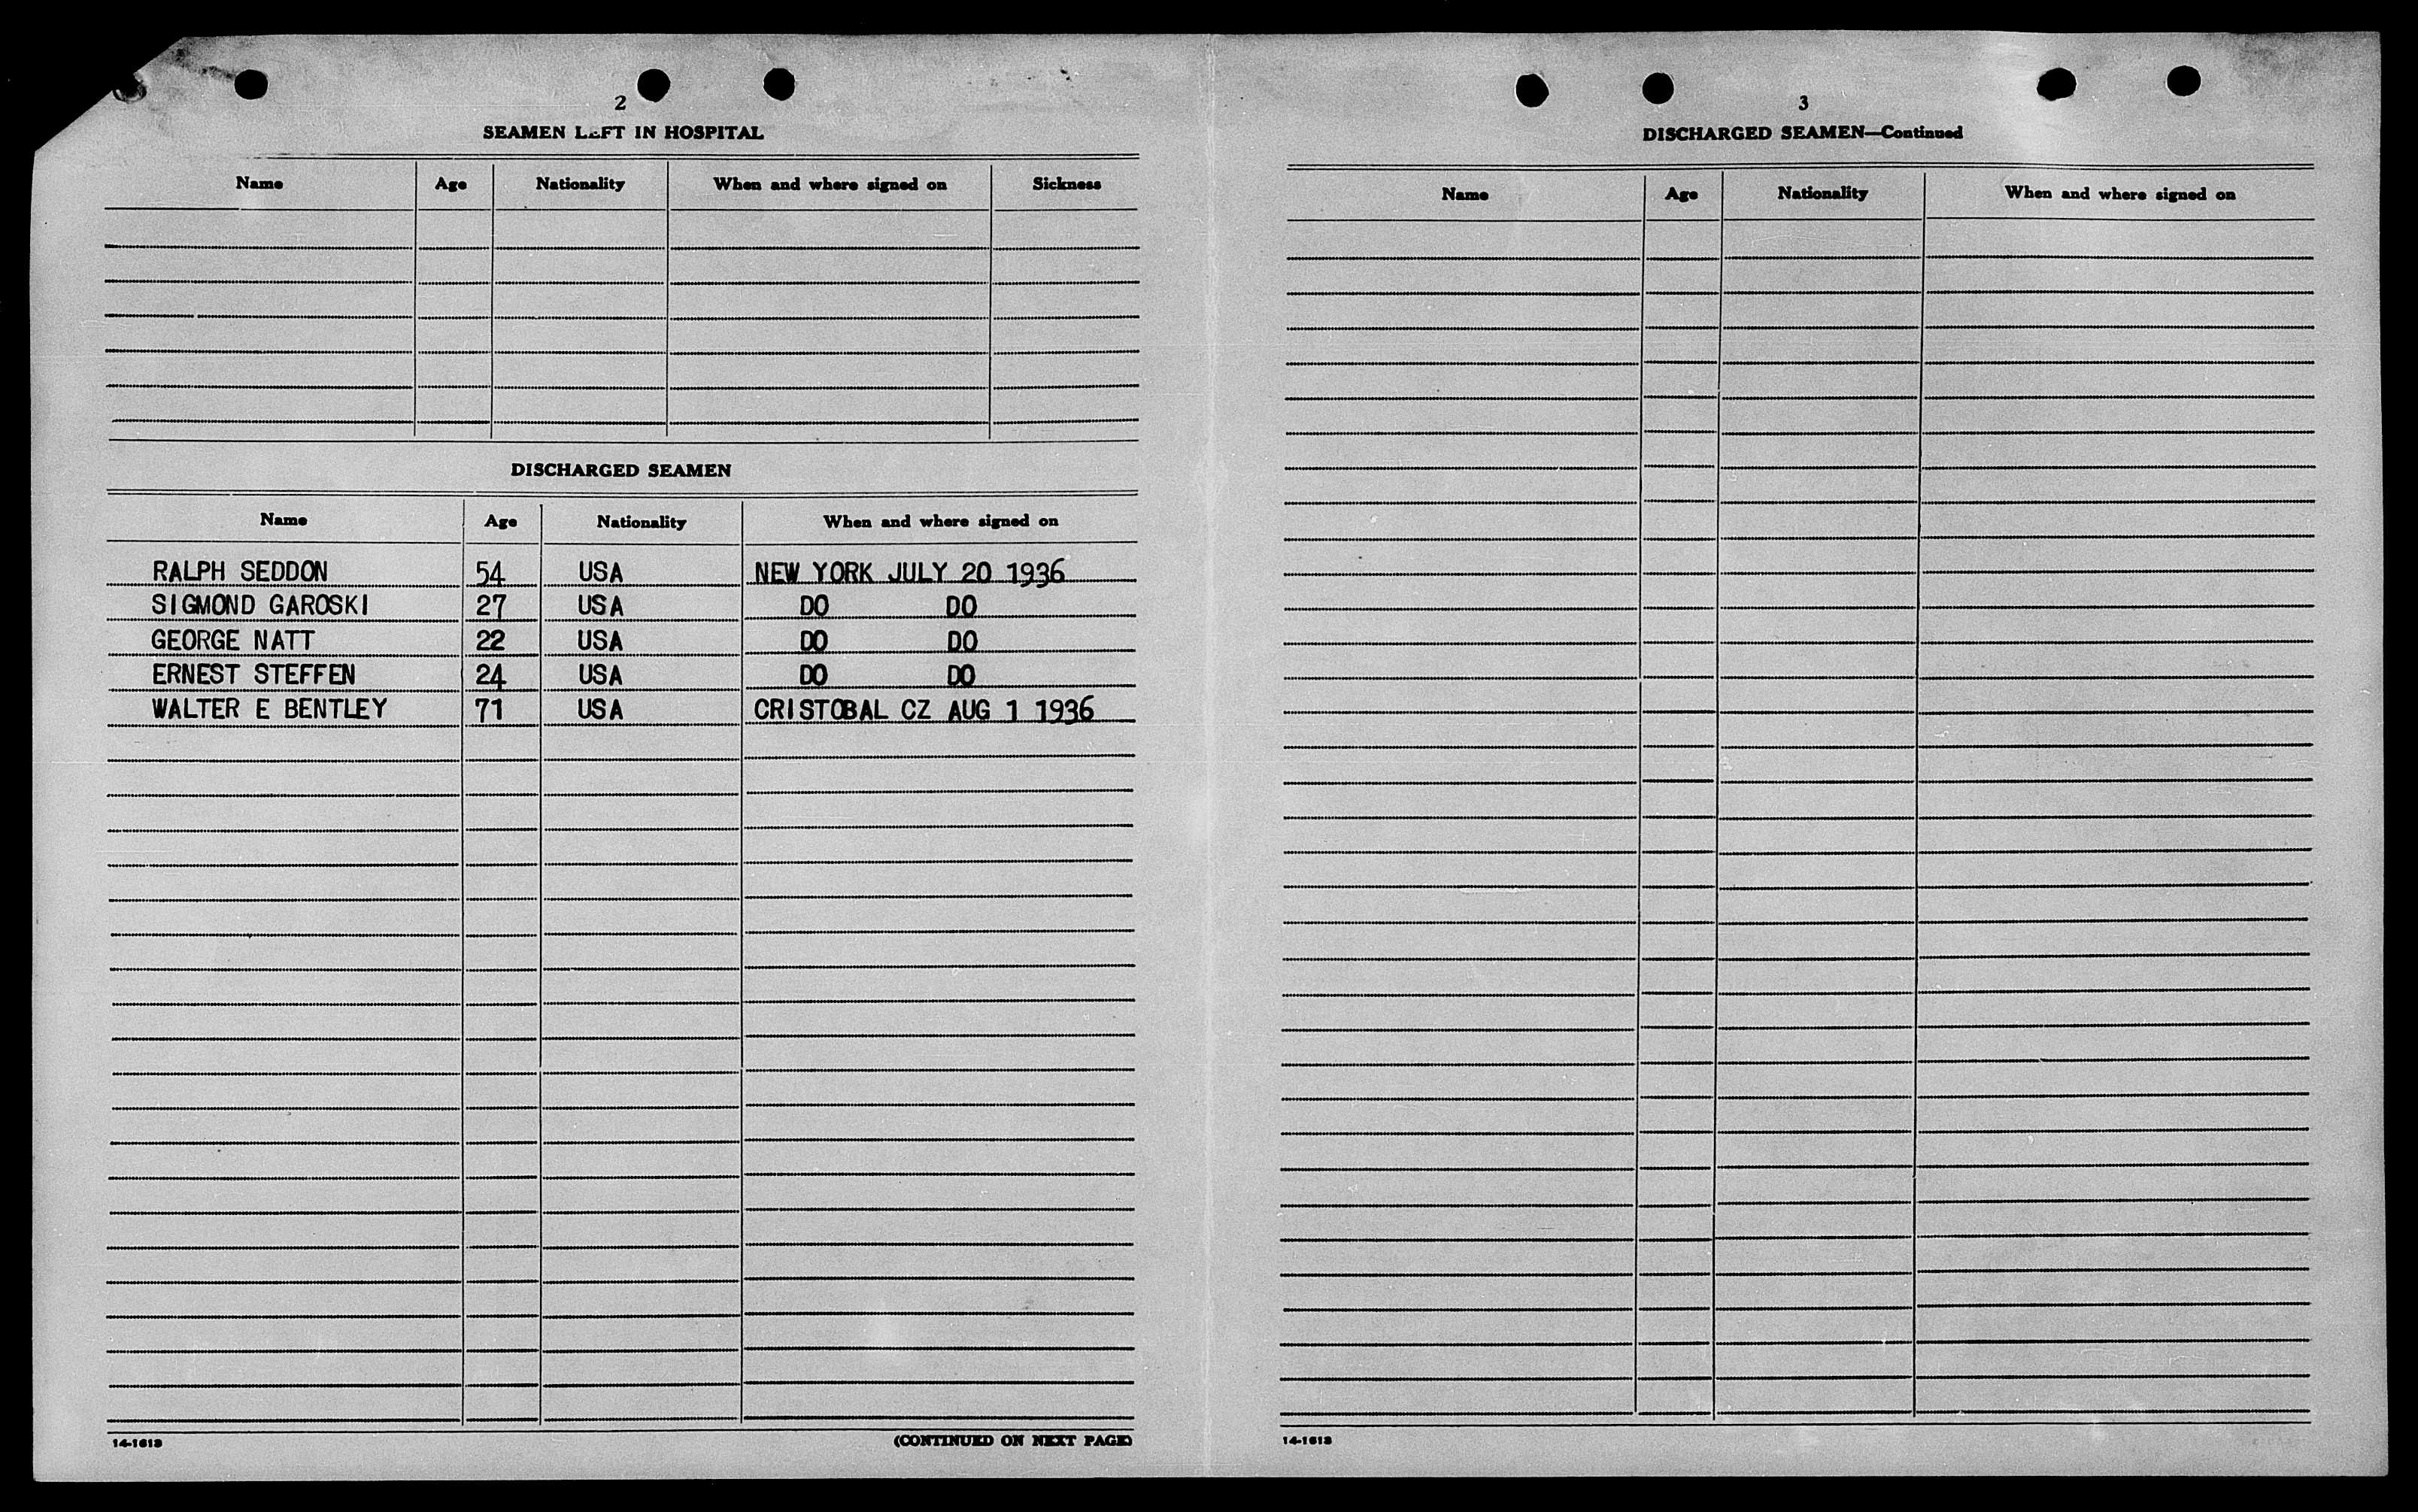 2
SEAMEN LEFT IN HOSPITAL
Name Age Nationality When and where signed on Sickness
DISCHARGED SEAMEN
Name Age Nationality When and where signed on
RALPH SEDDON 54 USA NEW YORK JULY 20 1936
SIGMOND GAROSKI 27 USA DO DO
GEORGE NATT 22 USA DO DO
ERNEST STEFFEN 24 USA DO DO
WALTER E BENTLEY 71 USA CRISTOBAL CZ AUG 1 1936
14-1613 (CONTINUED ON NEXT PAGE)
3
DISCHARGED SEAMEN—Continued
Name Age Nationality When and where signed on
14-1613